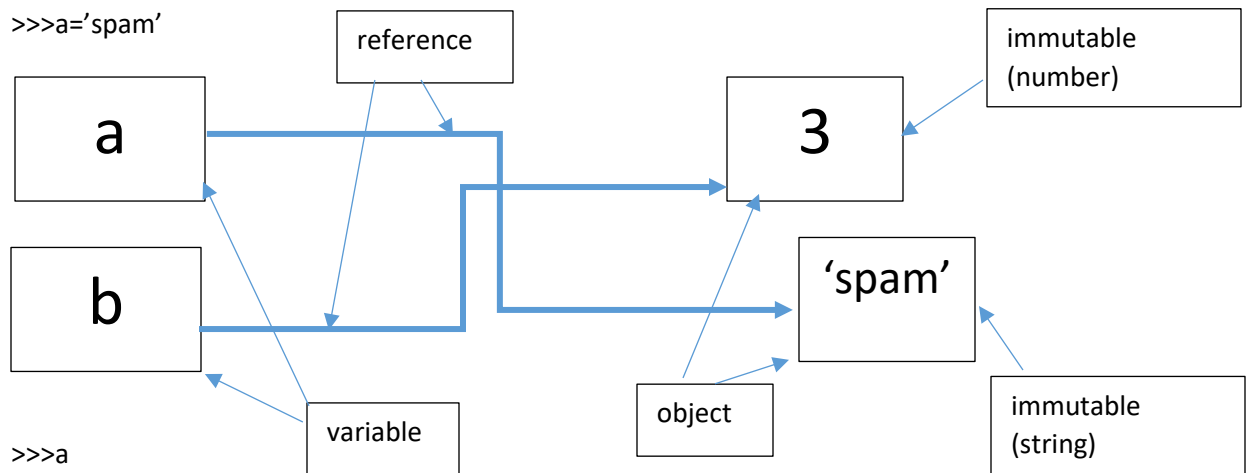 >>>a=’spam’
reference
immutable
(number)
a
3
b
‘spam’
variable
object
immutable
(string)
>>>a